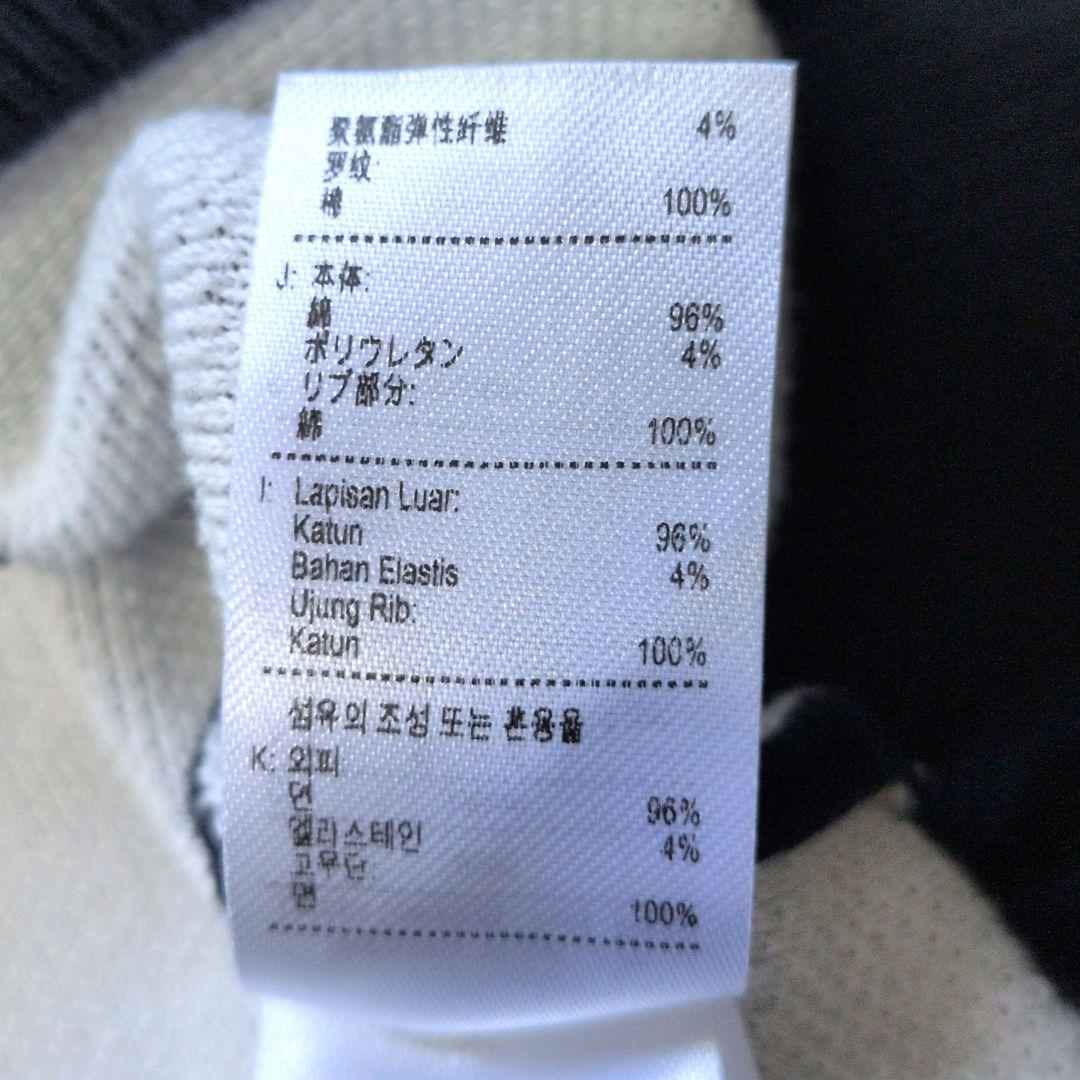 聚氨酯弹性纤维 4%
罗纹
棉 100%
J: 本体:
綿 96%
ポリウレタン 4%
リブ部分:
綿 100%
I: Lapisan Luar:
Katun 96%
Bahan Elastis 4%
Ujung Rib:
Katun 100%
섬유의 조성 또는 혼용율
K: 외피
면 96%
엘라스테인 4%
고무단:
면 100%